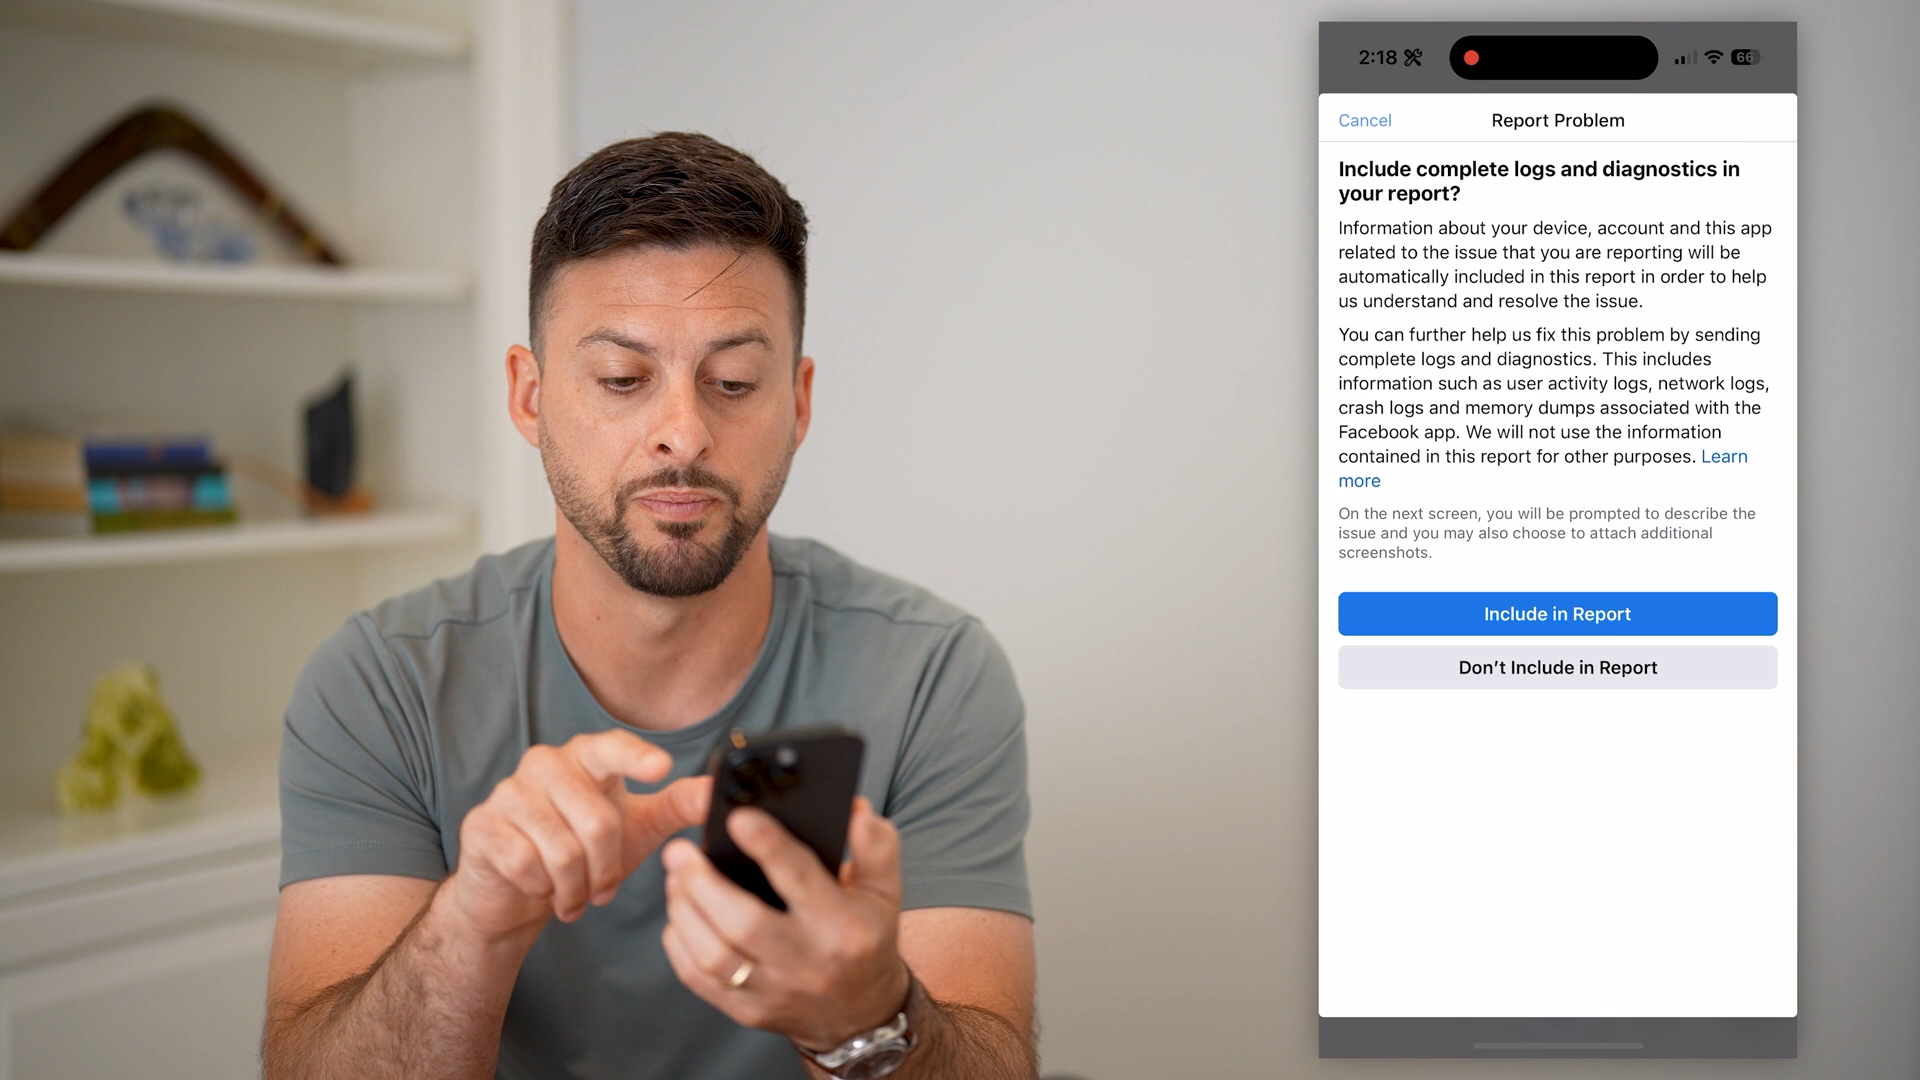 2:18
66
Cancel
Report Problem
Include complete logs and diagnostics in
your report?
Information about your device, account and this app
related to the issue that you are reporting will be
automatically included in this report in order to help
us understand and resolve the issue.
You can further help us fix this problem by sending
complete logs and diagnostics. This includes
information such as user activity logs, network logs,
crash logs and memory dumps associated with the
Facebook app. We will not use the information
contained in this report for other purposes. Learn
more
On the next screen, you will be prompted to describe the
issue and you may also choose to attach additional
screenshots.
Include in Report
Don’t Include in Report